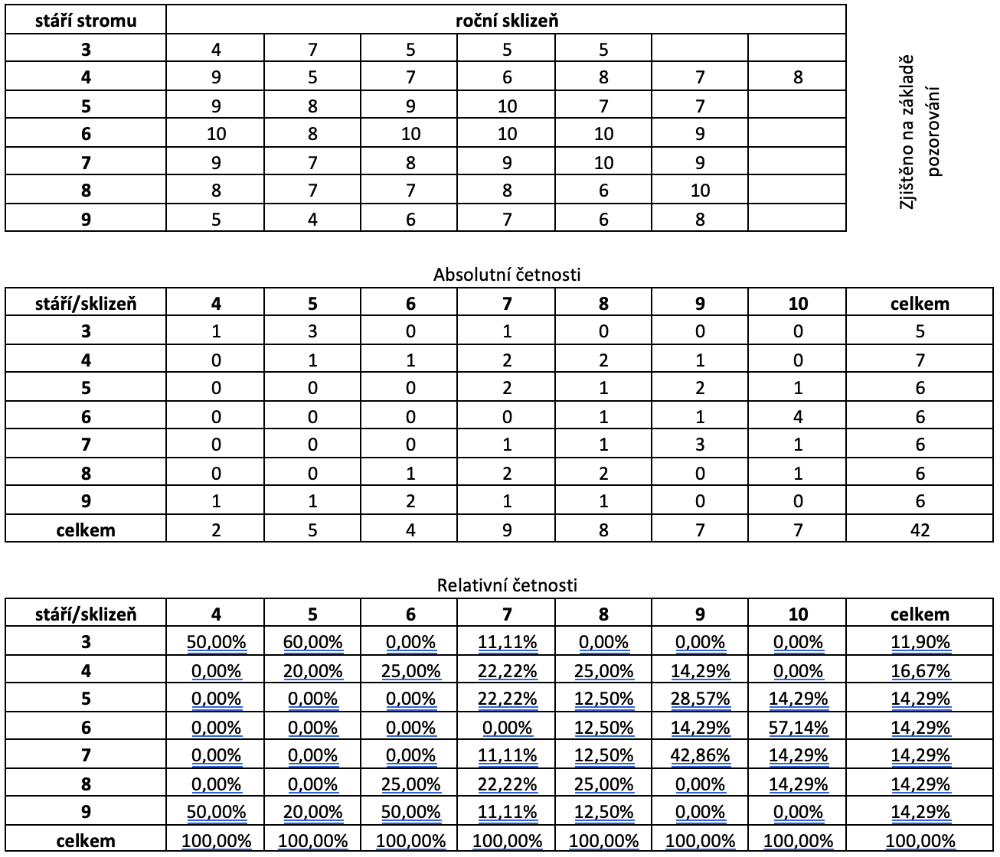 stáří stromu roční sklizeň
3 4 7 5 5 5
4 9 5 7 6 8 7 8
5 9 8 9 10 7 7
6 10 8 10 10 10 9
7 9 7 8 9 10 9
8 8 7 7 8 6 10
9 5 4 6 7 6 8
Zjištěno na základě
pozorování
Absolutní četnosti
stáří/sklizeň 4 5 6 7 8 9 10 celkem
3 1 3 0 1 0 0 0 5
4 0 1 1 2 2 1 0 7
5 0 0 0 2 1 2 1 6
6 0 0 0 0 1 1 4 6
7 0 0 0 1 1 3 1 6
8 0 0 1 2 2 0 1 6
9 1 1 2 1 1 0 0 6
celkem 2 5 4 9 8 7 7 42
Relativní četnosti
stáří/sklizeň 4 5 6 7 8 9 10 celkem
3 50,00% 60,00% 0,00% 11,11% 0,00% 0,00% 0,00% 11,90%
4 0,00% 20,00% 25,00% 22,22% 25,00% 14,29% 0,00% 16,67%
5 0,00% 0,00% 0,00% 22,22% 12,50% 28,57% 14,29% 14,29%
6 0,00% 0,00% 0,00% 0,00% 12,50% 14,29% 57,14% 14,29%
7 0,00% 0,00% 0,00% 11,11% 12,50% 42,86% 14,29% 14,29%
8 0,00% 0,00% 25,00% 22,22% 25,00% 0,00% 14,29% 14,29%
9 50,00% 20,00% 50,00% 11,11% 12,50% 0,00% 0,00% 14,29%
celkem 100,00% 100,00% 100,00% 100,00% 100,00% 100,00% 100,00% 100,00%